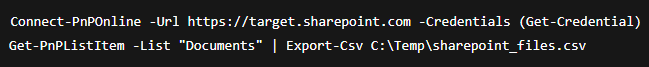 Connect-PnPOnline -Url https://target.sharepoint.com -Credentials (Get-Credential)
Get-PnPListItem -List "Documents" | Export-Csv C:\Temp\sharepoint_files.csv